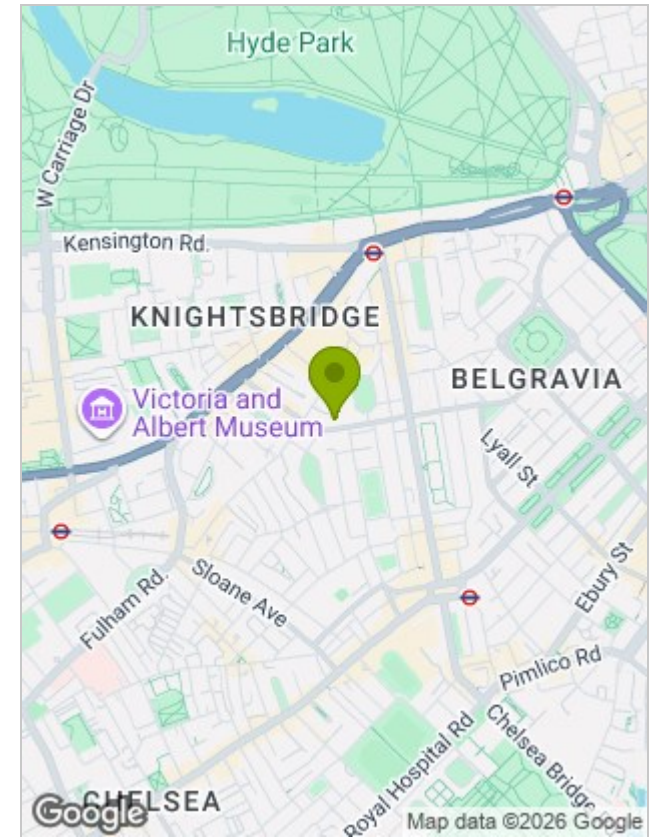 Hyde Park
W Carriage Dr
Kensington Rd.
KNIGHTSBRIDGE
BELGRAVIA
Victoria and
Albert Museum
Lyall St
Sloane Ave
Fulham Rd.
Ebury St
Pimlico Rd
Royal Hospital Rd
Chelsea Bridge
CHELSEA
Google
Map data ©2026 Google